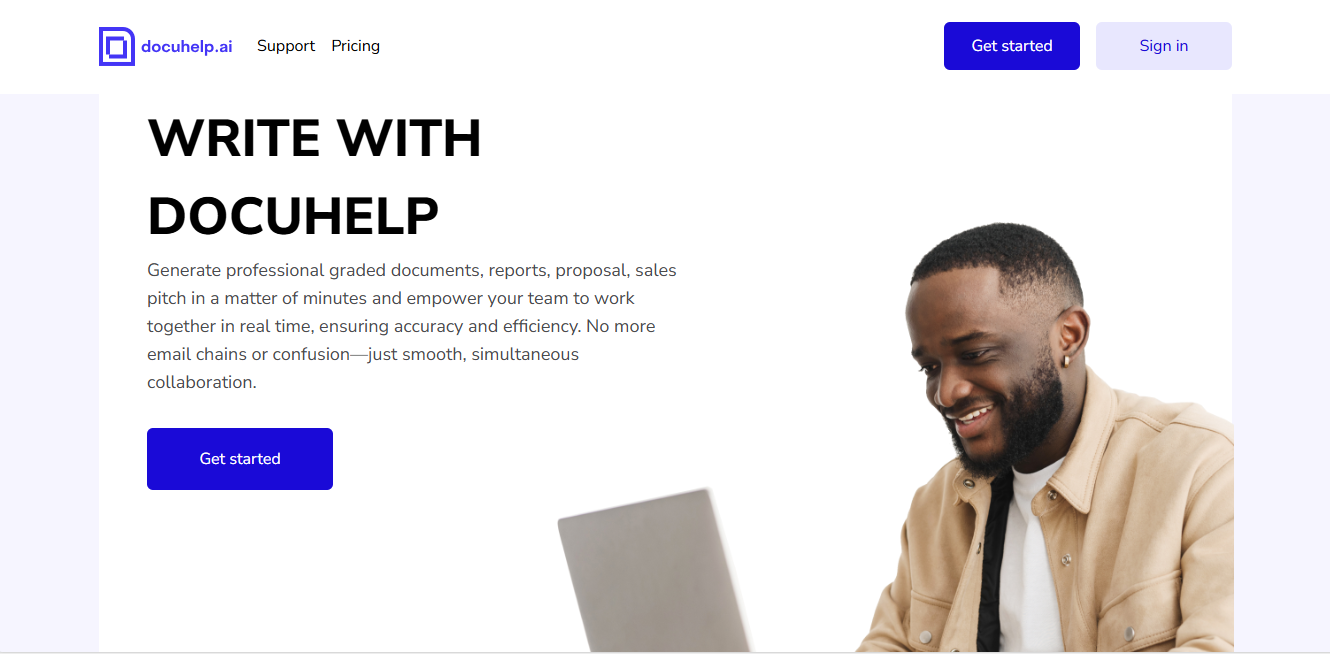 docuhelp.ai
Support
Pricing
Get started
Sign in
WRITE WITH
DOCUHELP
Generate professional graded documents, reports, proposal, sales
pitch in a matter of minutes and empower your team to work
together in real time, ensuring accuracy and efficiency. No more
email chains or confusion—just smooth, simultaneous
collaboration.
Get started